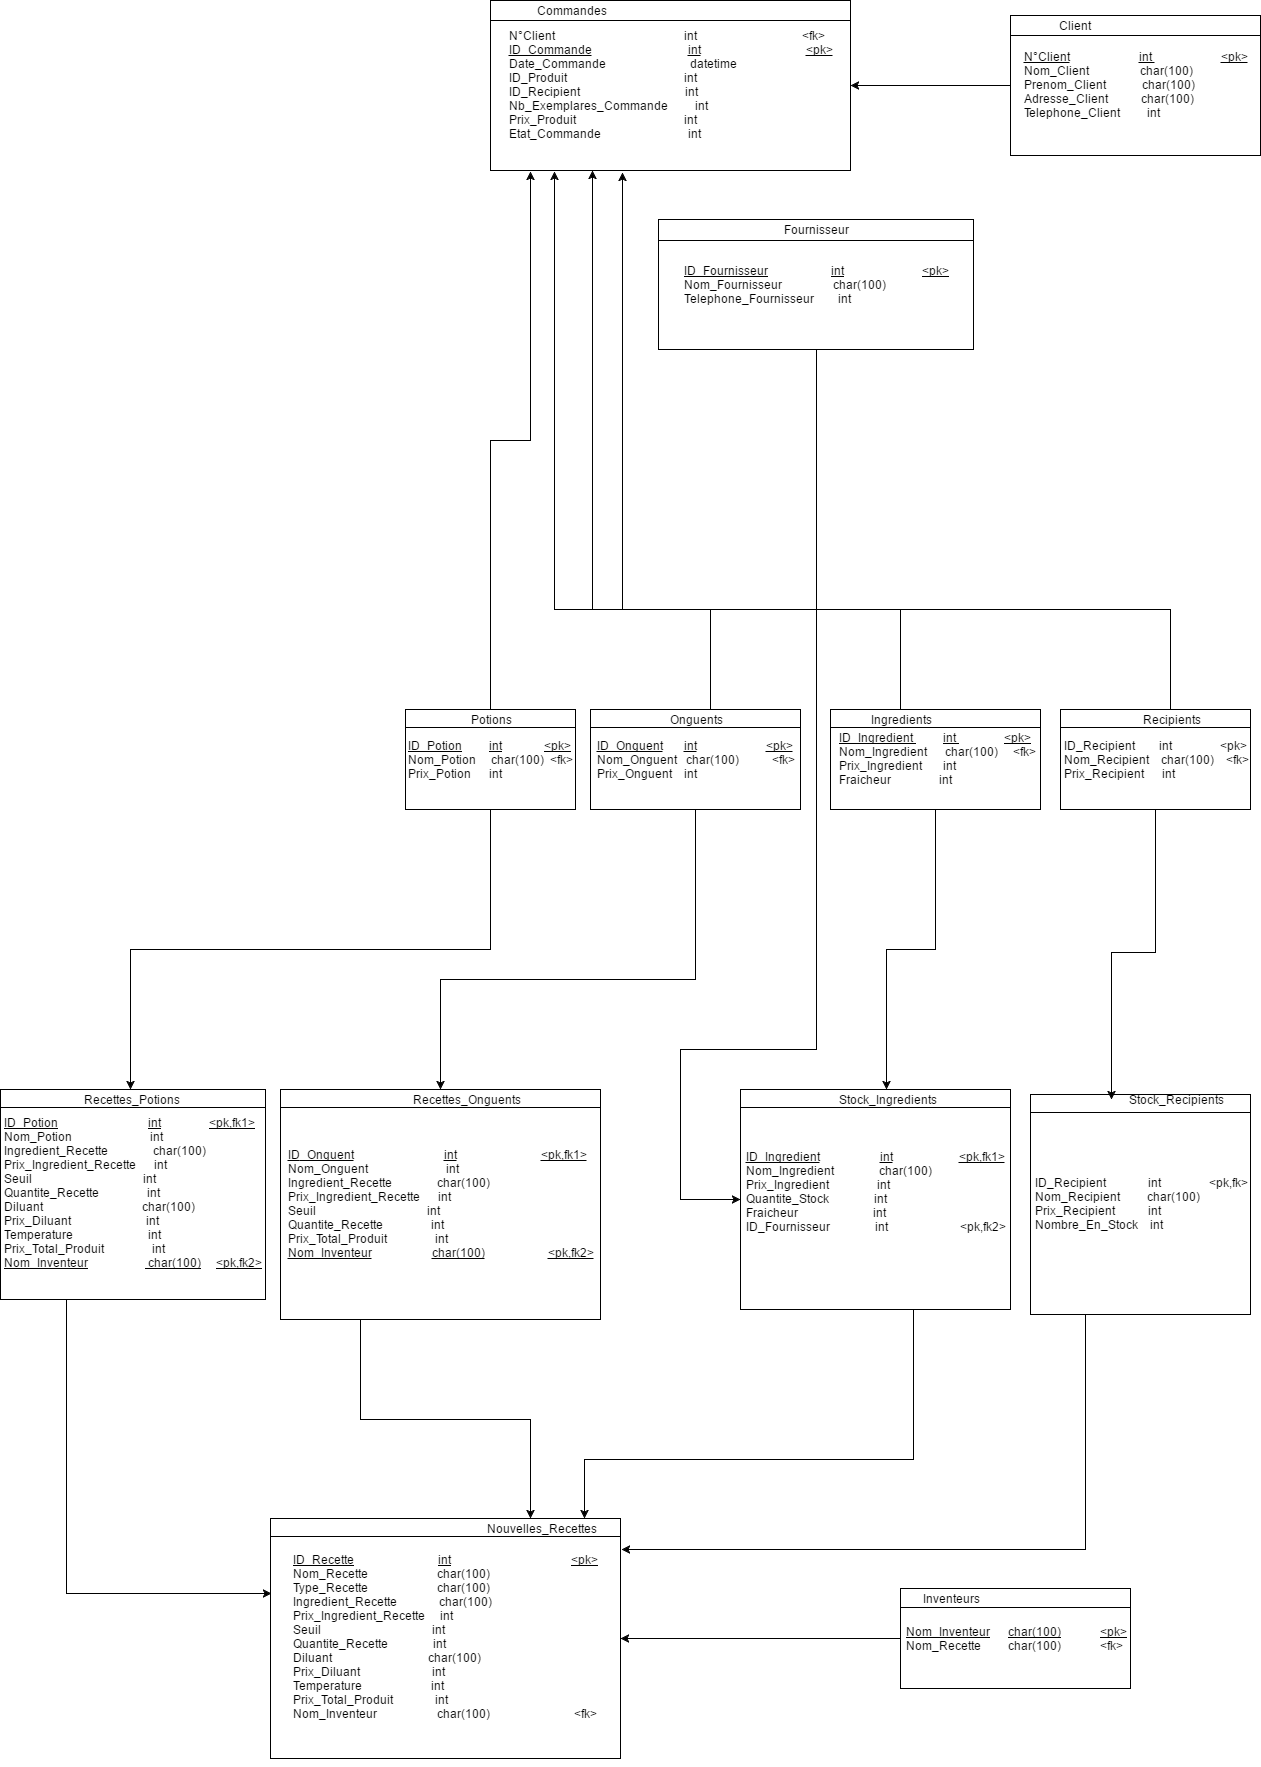 Commandes
N°Client int <fk>
ID_Commande int <pk>
Date_Commande datetime
ID_Produit int
ID_Recipient int
Nb_Exemplares_Commande int
Prix_Produit int
Etat_Commande int
Client
N°Client int <pk>
Nom_Client char(100)
Prenom_Client char(100)
Adresse_Client char(100)
Telephone_Client int
Fournisseur
ID_Fournisseur int <pk>
Nom_Fournisseur char(100)
Telephone_Fournisseur int
Potions
ID_Potion int <pk>
Nom_Potion char(100) <fk>
Prix_Potion int
Onguents
ID_Onguent int <pk>
Nom_Onguent char(100) <fk>
Prix_Onguent int
Ingredients
ID_Ingredient int <pk>
Nom_Ingredient char(100) <fk>
Prix_Ingredient int
Fraicheur int
Recipients
ID_Recipient int <pk>
Nom_Recipient char(100) <fk>
Prix_Recipient int
Recettes_Potions
ID_Potion int <pk,fk1>
Nom_Potion int
Ingredient_Recette char(100)
Prix_Ingredient_Recette int
Seuil int
Quantite_Recette int
Diluant char(100)
Prix_Diluant int
Temperature int
Prix_Total_Produit int
Nom_Inventeur char(100) <pk,fk2>
Recettes_Onguents
ID_Onguent int <pk,fk1>
Nom_Onguent int
Ingredient_Recette char(100)
Prix_Ingredient_Recette int
Seuil int
Quantite_Recette int
Prix_Total_Produit int
Nom_Inventeur char(100) <pk,fk2>
Stock_Ingredients
ID_Ingredient int <pk,fk1>
Nom_Ingredient char(100)
Prix_Ingredient int
Quantite_Stock int
Fraicheur int
ID_Fournisseur int <pk,fk2>
Stock_Recipients
ID_Recipient int <pk,fk>
Nom_Recipient char(100)
Prix_Recipient int
Nombre_En_Stock int
Nouvelles_Recettes
ID_Recette int <pk>
Nom_Recette char(100)
Type_Recette char(100)
Ingredient_Recette char(100)
Prix_Ingredient_Recette int
Seuil int
Quantite_Recette int
Diluant char(100)
Prix_Diluant int
Temperature int
Prix_Total_Produit int
Nom_Inventeur char(100) <fk>
Inventeurs
Nom_Inventeur char(100) <pk>
Nom_Recette char(100) <fk>